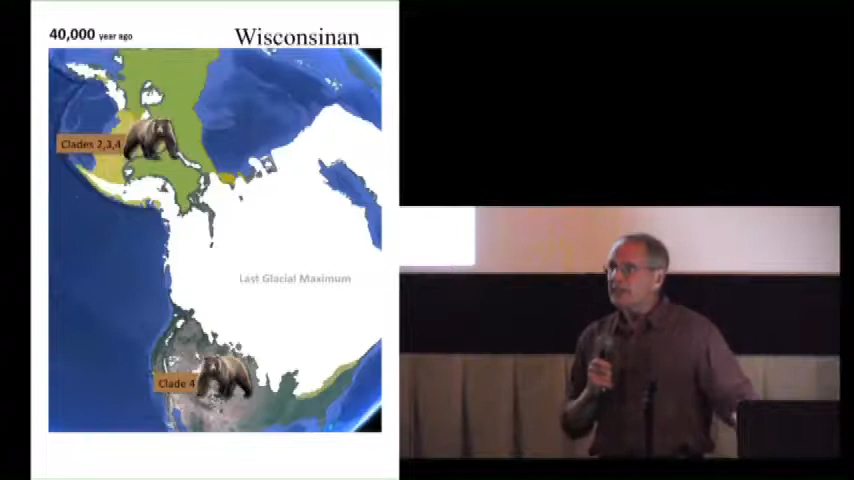 40,000 year ago
Wisconsinan
Clades 2,3,4
Last Glacial Maximum
Clade 4